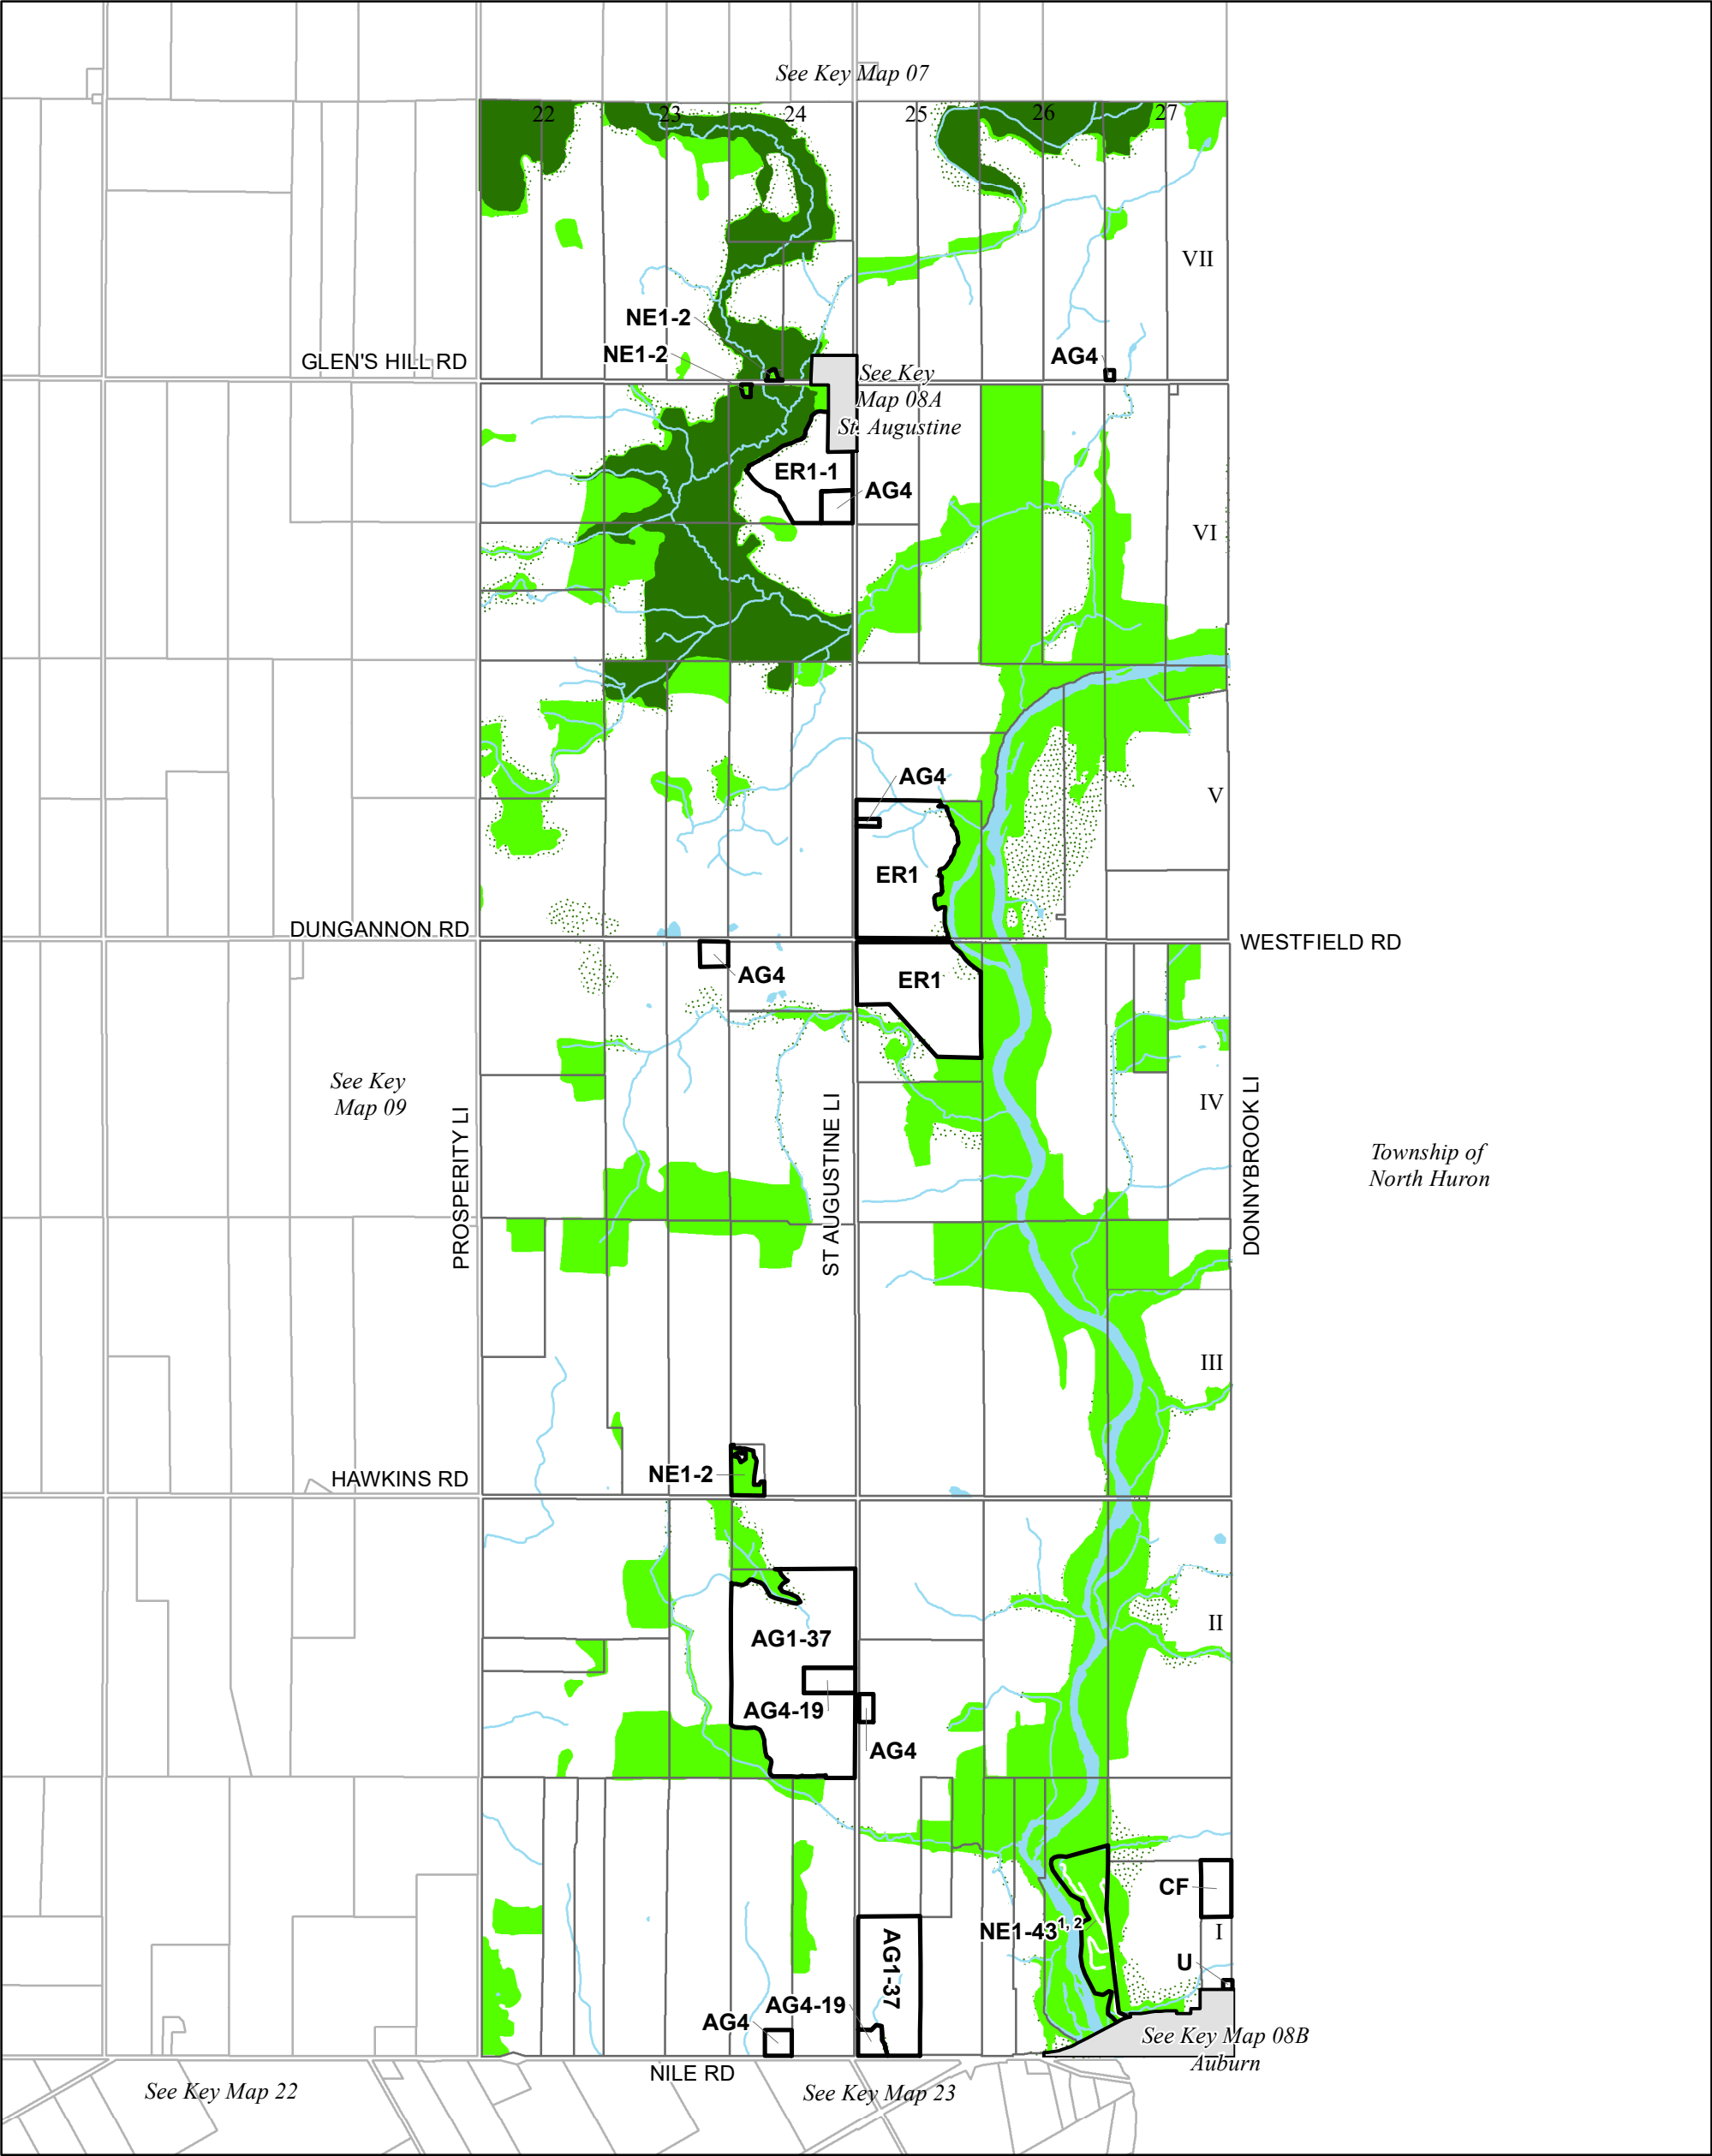 See Key Map 07
22
23
24
25
26
27
VII
NE1-2
NE1-2
GLEN'S HILL RD
AG4
See Key
Map 08A
St. Augustine
ER1-1
AG4
VI
AG4
V
ER1
DUNGANNON RD
WESTFIELD RD
AG4
ER1
See Key
Map 09
IV
PROSPERITY LI
ST AUGUSTINE LI
DONNYBROOK LI
Township of
North Huron
III
NE1-2
HAWKINS RD
II
AG1-37
AG4-19
AG4
CF
NE1-43¹, ²
I
AG1-37
U
AG4-19
AG4
See Key Map 08B
Auburn
NILE RD
See Key Map 22
See Key Map 23